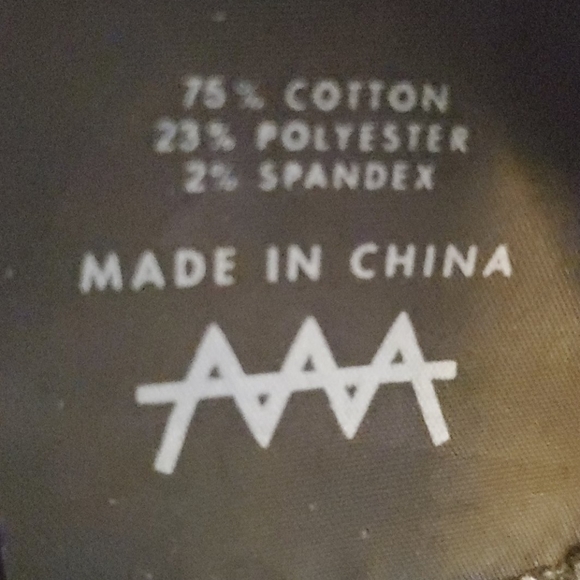 75% COTTON
23% POLYESTER
2% SPANDEX
MADE IN CHINA